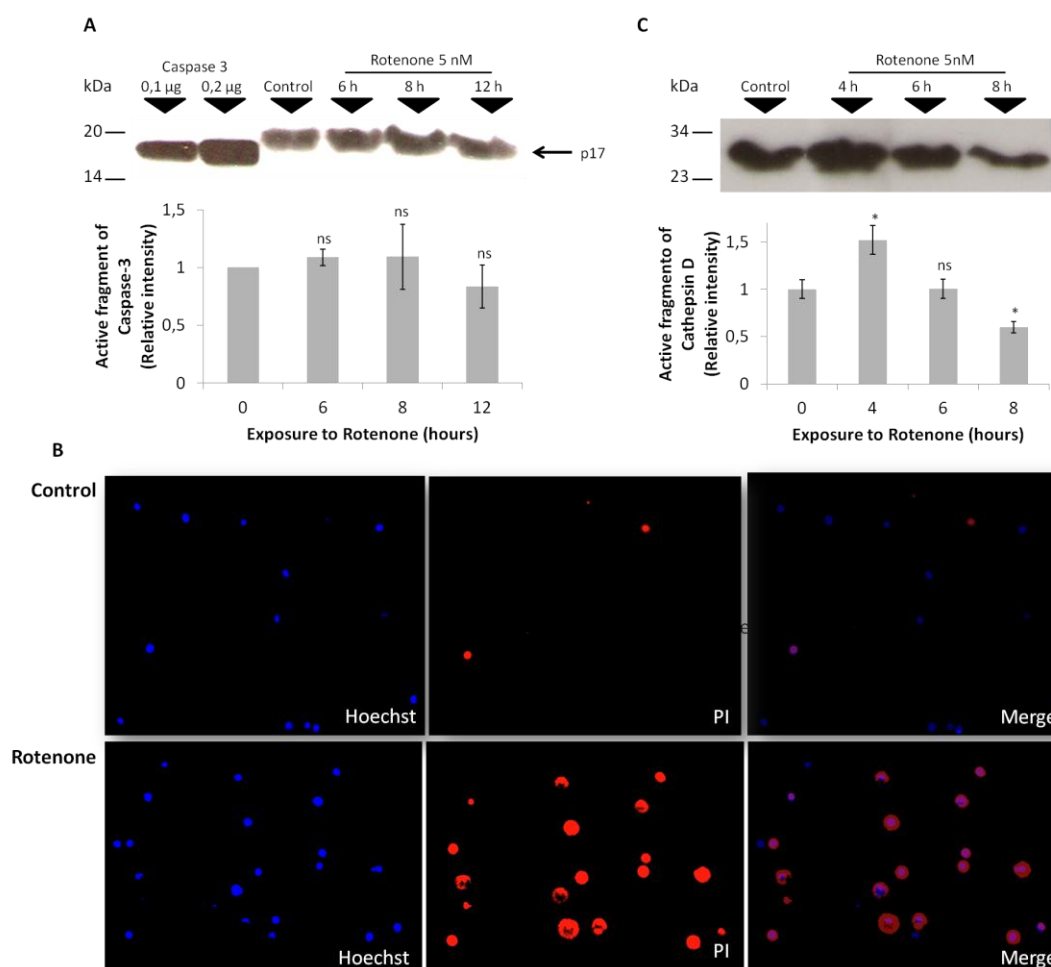 A
Caspase 3
Rotenone 5 nM
kDa
0,1 µg
0,2 µg
Control
6 h
8 h
12 h
20
14
p17
Active fragment of
Caspase-3
(Relative intensity)
1,5
1
0,5
0
ns
ns
ns
0
6
8
12
Exposure to Rotenone (hours)
C
Rotenone 5nM
kDa
Control
4 h
6 h
8 h
34
23
Active fragmento of
Cathepsin D
(Relative intensity)
1,5
1
0,5
0
*
ns
*
0
4
6
8
Exposure to Rotenone (hours)
B
Control
Hoechst
PI
Merge
Rotenone
Hoechst
PI
Merge